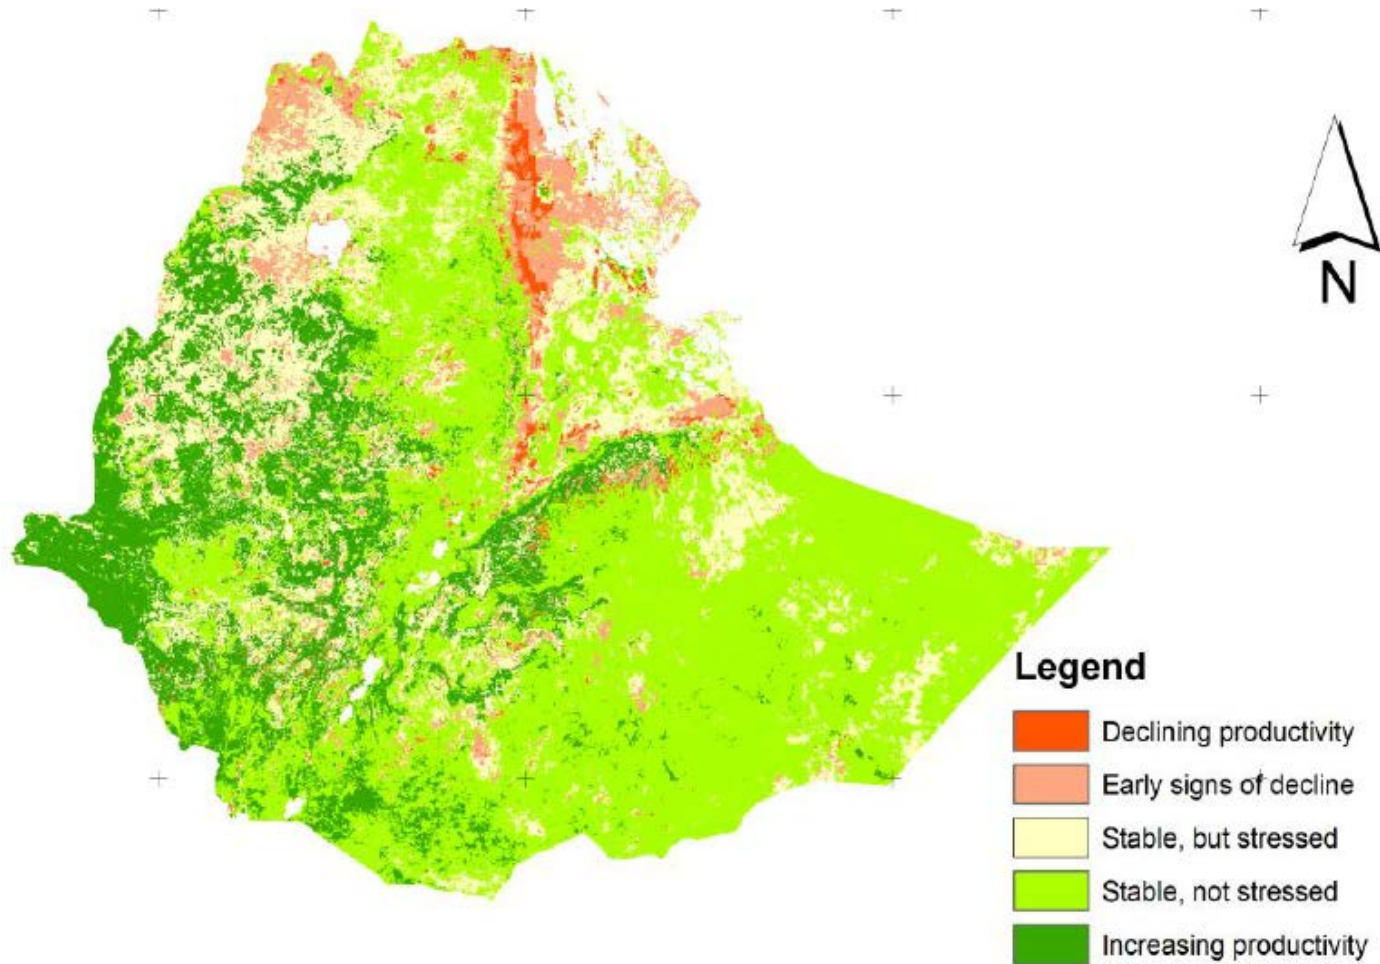 N
Legend
Declining productivity
Early signs of decline
Stable, but stressed
Stable, not stressed
Increasing productivity